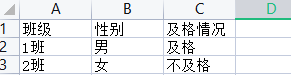 A B C D
1 班级 性别 及格情况
2 1班 男 及格
3 2班 女 不及格